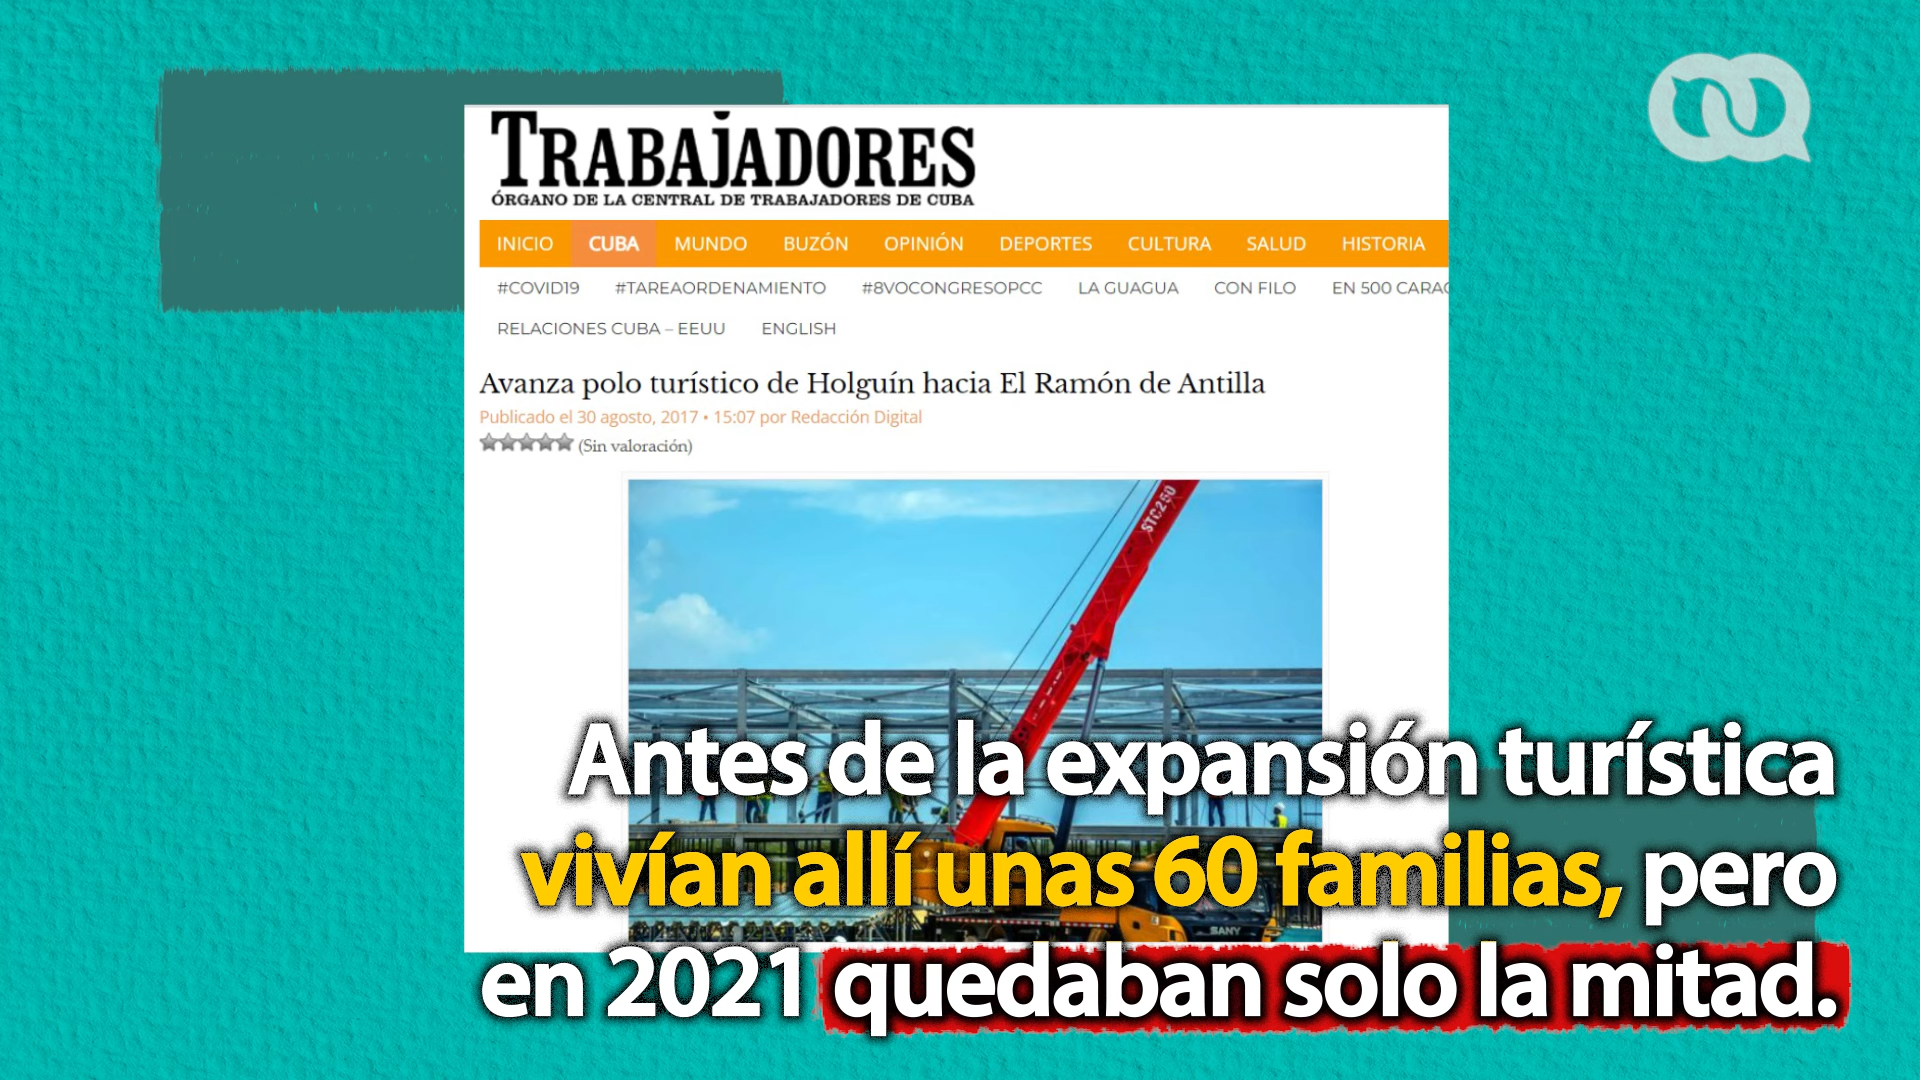 TRABAJADORES
ÓRGANO DE LA CENTRAL DE TRABAJADORES DE CUBA
INICIO CUBA MUNDO BUZÓN OPINIÓN DEPORTES CULTURA SALUD HISTORIA
#COVID19 #TAREAORDENAMIENTO #8VOCONGRESOPCC LA GUAGUA CON FILO EN 500 CARAC
RELACIONES CUBA – EEUU ENGLISH
Avanza polo turístico de Holguín hacia El Ramón de Antilla
Publicado el 30 agosto, 2017 • 15:07 por Redacción Digital
(Sin valoración)
STC250
Antes de la expansión turística
vivían allí unas 60 familias, pero
SANY
en 2021 quedaban solo la mitad.